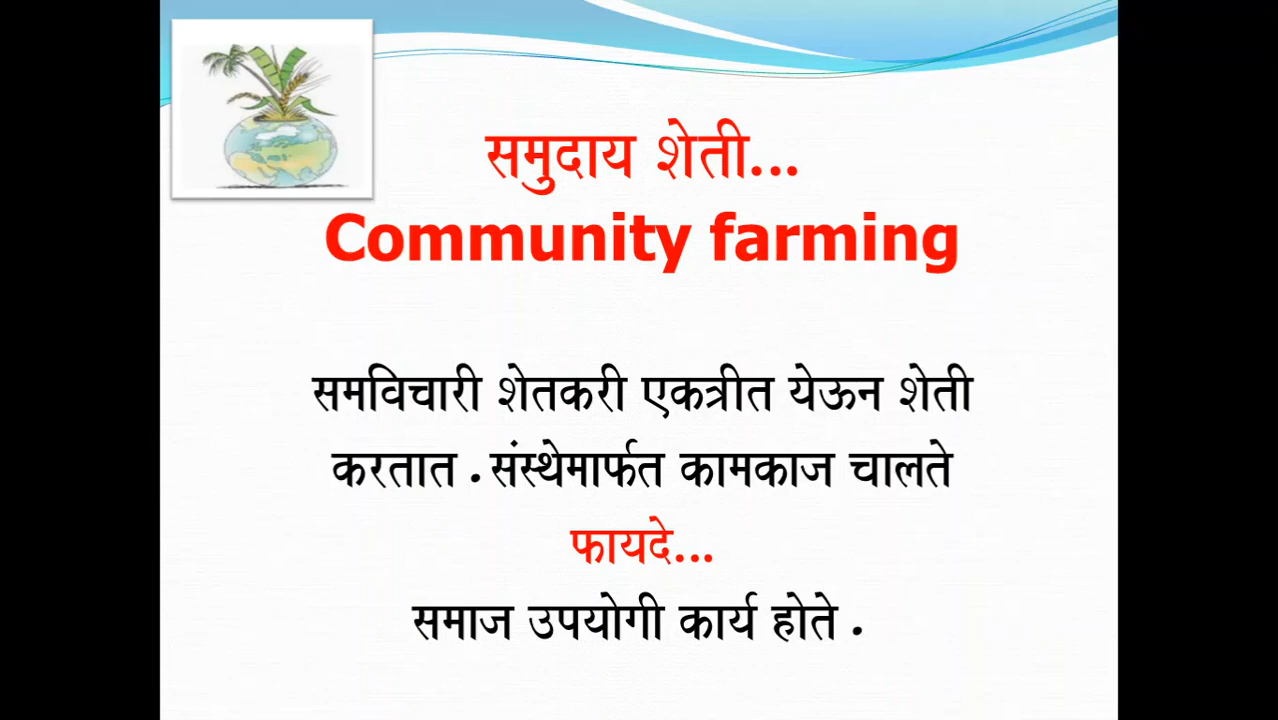 समुदाय शेती...
Community farming
समविचारी शेतकरी एकत्रीत येऊन शेती
करतात . संस्थेमार्फत कामकाज चालते
फायदे...
समाज उपयोगी कार्य होते .